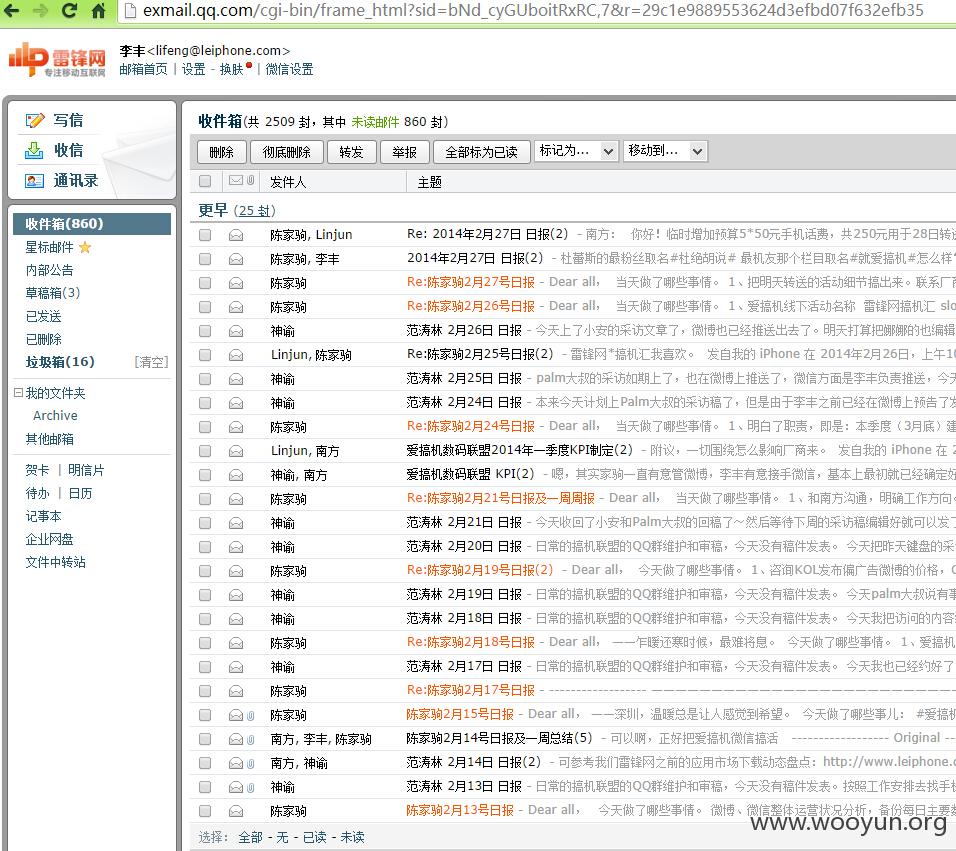 exmail.qq.com/cgi-bin/frame_html?sid=bNd_cyGUboitRxRC,7&r=29c1e9889553624d3efbd07f632efb35
雷锋网
专注移动互联网
李丰<lifeng@leiphone.com>
邮箱首页 | 设置 - 换肤 | 微信设置
写信
收信
通讯录
收件箱(860)
星标邮件
内部公告
草稿箱(3)
已发送
已删除
垃圾箱(16) [清空]
我的文件夹
Archive
其他邮箱
贺卡 | 明信片
待办 | 日历
记事本
企业网盘
文件中转站
收件箱(共 2509 封，其中 未读邮件 860 封)
删除 彻底删除 转发 举报 全部标为已读 标记为... 移动到...
发件人 主题
更早 (25 封)
陈家驹, Linjun Re: 2014年2月27日 日报(2) - 南方： 你好！临时增加预算5*50元手机话费，共250元用于28日转
陈家驹, 李丰 2014年2月27日 日报(2) - 杜蕃斯的最粉丝取名#杜绝胡说# 最机友那个栏目取名#就爱搞机#怎么样
陈家驹 Re:陈家驹2月27号日报 - Dear all， 当天做了哪些事情。 1、把明天转送的活动细节搞出来。联系厂
陈家驹 Re:陈家驹2月26号日报 - Dear all， 当天做了哪些事情。 1、爱搞机线下活动名称 雷锋网搞机汇 slo
神谕 范涛林 2月26日 日报 - 今天上了小安的采访文章了，微博也已经推送出去了。明天打算把娜娜的也编辑
Linjun, 陈家驹 Re:陈家驹2月25号日报(2) - 雷锋网*搞机汇我喜欢。 发自我的 iPhone 在 2014年2月26日，上午10
神谕 范涛林 2月25日 日报 - palm大叔的采访如期上了，也在微博上推送了，微信方面是李丰负责推送，今天
神谕 范涛林 2月24日 日报 - 本来今天计划上Palm大叔的采访稿了，但是由于李丰之前已经在微博上预告了
陈家驹 Re:陈家驹2月24号日报 - Dear all， 当天做了哪些事情。 1、明白了职责，即是：本季度（3月底）建
Linjun, 南方 爱搞机数码联盟2014年一季度KPI制定(2) - 附议，一切围绕怎么影响厂商来。 发自我的 iPhone 在 2
神谕, 南方 爱搞机数码联盟 KPI(2) - 嗯，其实家驹一直有意管微博，李丰有意接手微信，基本上最初就已经确定好
陈家驹 Re:陈家驹2月21号日报及一周周报 - Dear all， 当天做了哪些事情。 1、和南方沟通，明确工作方向。
神谕 范涛林 2月21日 日报 - 今天收回了小安和Palm大叔的回稿了~然后等待下周的采访稿编辑好就可以发了
神谕 范涛林 2月20日 日报 - 日常的搞机联盟的QQ群维护和审稿，今天没有稿件发表。 今天把昨天键盘的采
陈家驹 Re:陈家驹2月19号日报(2) - Dear all， 今天做了哪些事情。 1、咨询KOL发布偏广告微博的价格，
神谕 范涛林 2月19日 日报 - 日常的搞机联盟的QQ群维护和审稿，今天没有稿件发表。 今天palm大叔说有
神谕 范涛林 2月18日 日报 - 日常的搞机联盟的QQ群维护和审稿，今天没有稿件发表。 今天我把访问的内容
陈家驹 Re:陈家驹2月18号日报 - Dear all， ——乍暖还寒时候，最难将息。 今天做了哪些事情。 1、爱搞机
神谕 范涛林 2月17日 日报 - 日常的搞机联盟的QQ群维护和审稿，今天没有稿件发表。 今天我也已经约好了
陈家驹 Re:陈家驹2月17号日报 - ------------------ ————————————————
陈家驹 陈家驹2月15号日报 - Dear all， ——深圳，温暖总是让人感觉到希望。 今天做了哪些事儿： #爱搞机
南方, 李丰, 陈家驹 陈家驹2月14号日报及一周总结(5) - 可以啊，正好把爱搞机微信搞活 ------------------ Original
南方, 神谕 范涛林 2月14日 日报(2) - 可参考我们雷锋网之前的应用市场下载动态盘点：http://www.leiphone.c
神谕 范涛林 2月13日 日报 - 日常的搞机联盟的QQ群维护和审稿，今天没有稿件发表。按照工作安排去找手
陈家驹 陈家驹2月13号日报 - Dear all， 今天做了哪些事情。 微博、微信整体运营状况分析，备份每日主要
选择： 全部 - 无 - 已读 - 未读
www.wooyun.org